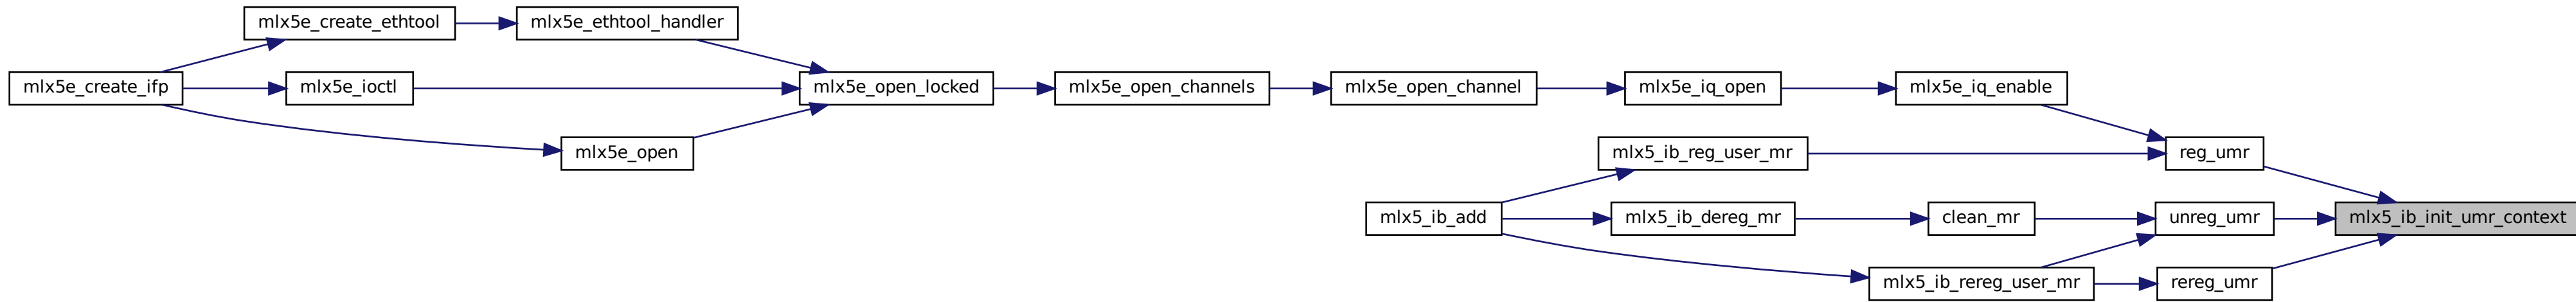 mlx5e_create_ethtool
mlx5e_ethtool_handler
mlx5e_create_ifp
mlx5e_ioctl
mlx5e_open_locked
mlx5e_open_channels
mlx5e_open_channel
mlx5e_iq_open
mlx5e_iq_enable
mlx5e_open
mlx5_ib_reg_user_mr
reg_umr
mlx5_ib_add
mlx5_ib_dereg_mr
clean_mr
unreg_umr
mlx5_ib_init_umr_context
mlx5_ib_rereg_user_mr
rereg_umr